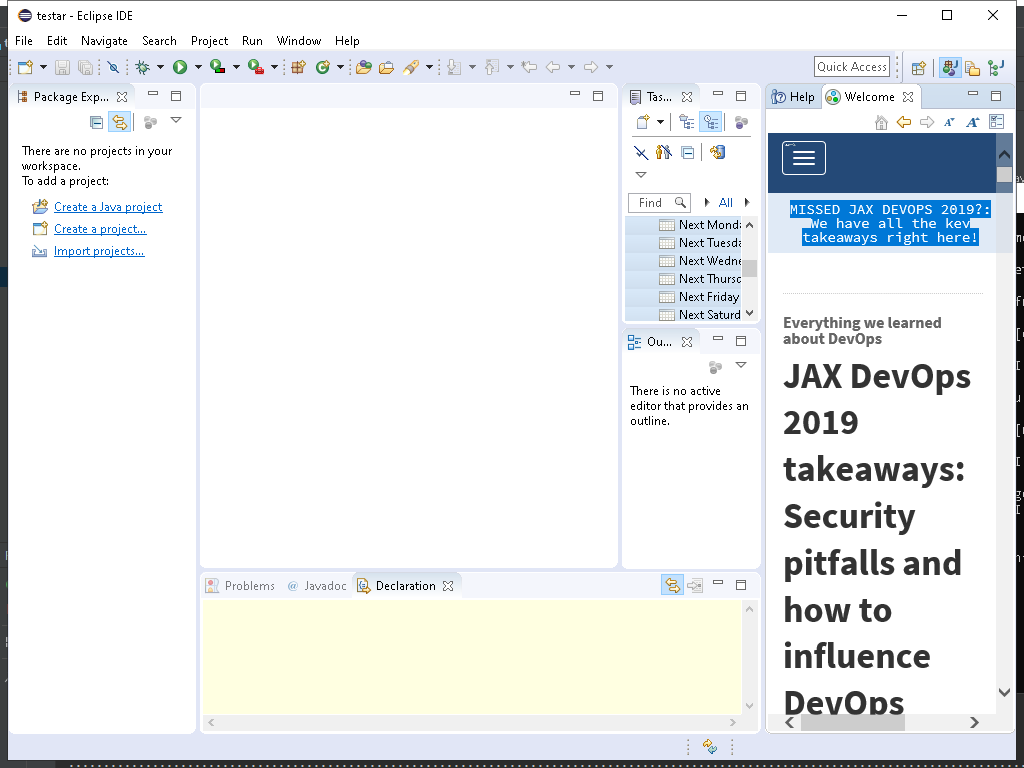 testar - Eclipse IDE
File Edit Navigate Search Project Run Window Help
Quick Access
Package Exp...
There are no projects in your
workspace.
To add a project:
Create a Java project
Create a project...
Import projects...
Tas...
Find
All
Next Monda
Next Tuesda
Next Wedne
Next Thursd
Next Friday
Next Saturd
Ou...
There is no active
editor that provides an
outline.
Problems @ Javadoc Declaration
Help Welcome
MISSED JAX DEVOPS 2019?:
We have all the key
takeaways right here!
Everything we learned
about DevOps
JAX DevOps
2019
takeaways:
Security
pitfalls and
how to
influence
DevOps